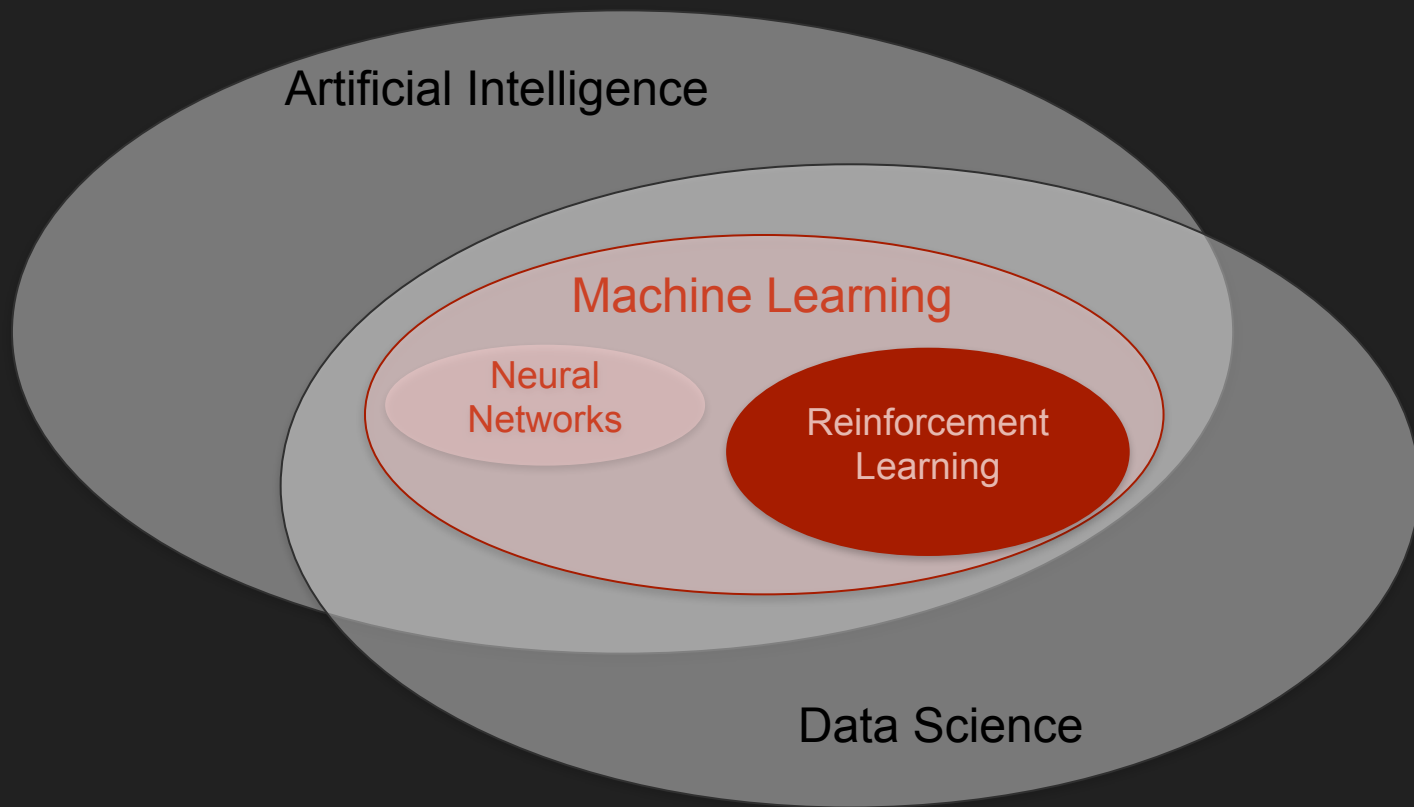 Artificial Intelligence
Machine Learning
Neural
Networks
Reinforcement
Learning
Data Science